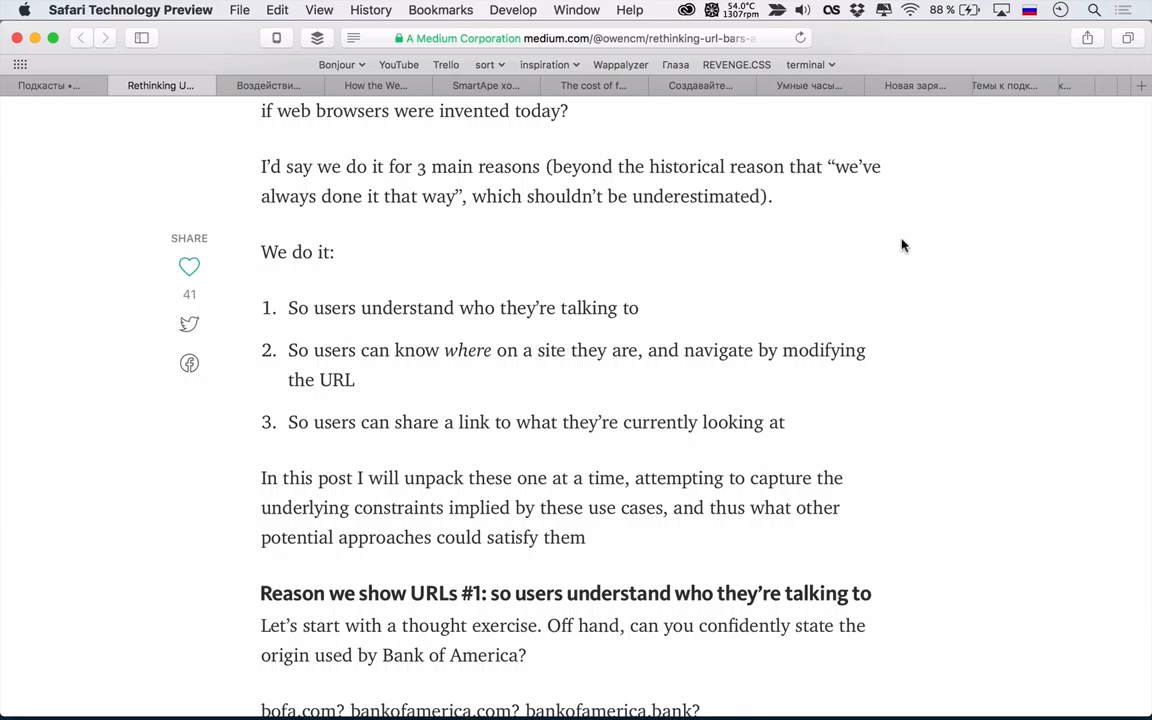 Safari Technology Preview File Edit View History Bookmarks Develop Window Help 54.0°C 1307rpm 88 %
A Medium Corporation medium.com/@owencm/rethinking-url-bars-a
Bonjour YouTube Trello sort inspiration Wappalyzer Глаза REVENGE.CSS terminal
Подкасты •... Rethinking U... Воздействи... How the We... SmartApe хо... The cost of f... Создавайте... Умные часы... Новая заря... Темы к подк... к...
if web browsers were invented today?
I’d say we do it for 3 main reasons (beyond the historical reason that “we’ve
always done it that way”, which shouldn’t be underestimated).
SHARE
We do it:
41
1. So users understand who they’re talking to
2. So users can know where on a site they are, and navigate by modifying
the URL
3. So users can share a link to what they’re currently looking at
In this post I will unpack these one at a time, attempting to capture the
underlying constraints implied by these use cases, and thus what other
potential approaches could satisfy them
Reason we show URLs #1: so users understand who they’re talking to
Let’s start with a thought exercise. Off hand, can you confidently state the
origin used by Bank of America?
bofa.com? bankofamerica.com? bankofamerica.bank?